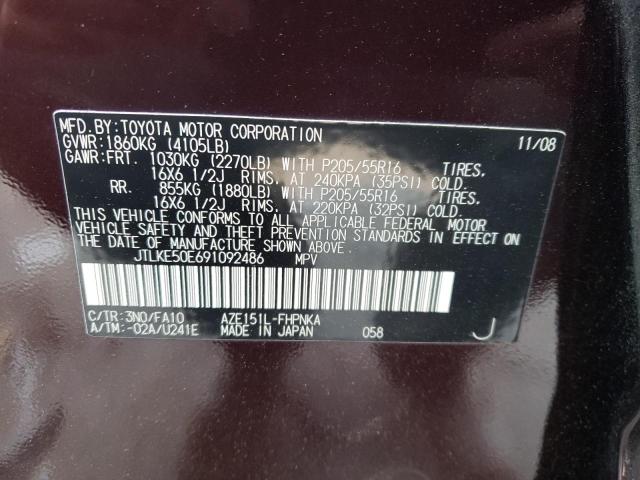 MFD.BY:TOYOTA MOTOR CORPORATION 11/08
GVWR:1860KG (4105LB)
GAWR:FRT. 1030KG (2270LB) WITH P205/55R16 TIRES,
16X6 1/2J RIMS, AT 240KPA (35PSI) COLD.
RR. 855KG (1880LB) WITH P205/55R16 TIRES,
16X6 1/2J RIMS, AT 220KPA (32PSI) COLD.
THIS VEHICLE CONFORMS TO ALL APPLICABLE FEDERAL MOTOR
VEHICLE SAFETY AND THEFT PREVENTION STANDARDS IN EFFECT
ON THE DATE OF MANUFACTURE SHOWN ABOVE.
JTLKE50E691092486 MPV
C/TR:3N0/FA10 AZE151L-FHPNKA
A/TM:-02A/U241E MADE IN JAPAN 058 J